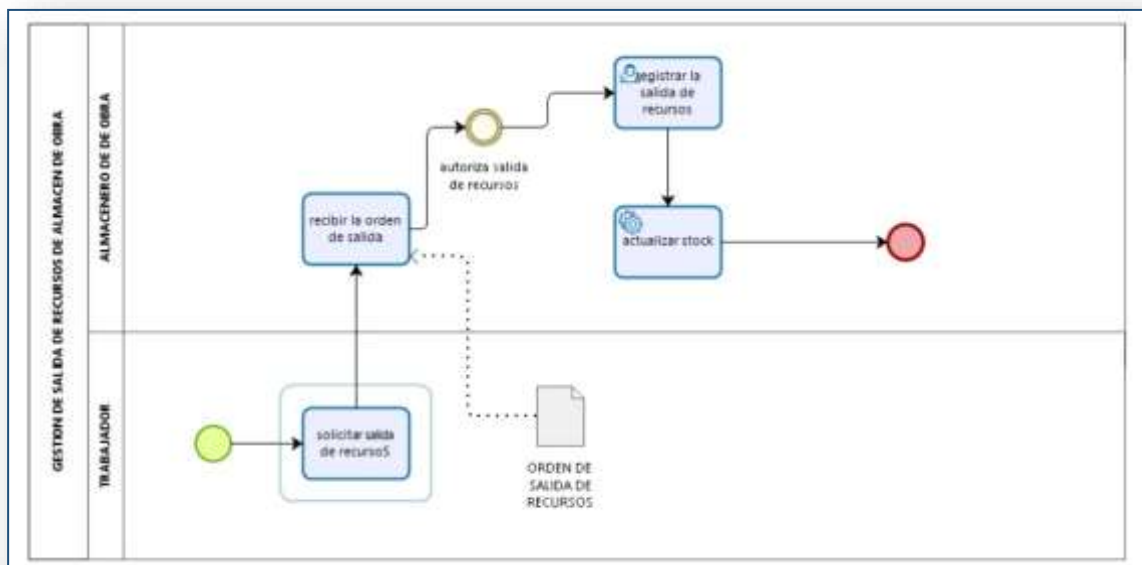 GESTION DE SALIDA DE RECURSOS DE ALMACEN DE OBRA
ALMACENERO DE DE OBRA
registrar la
salida de
recursos
autoriza salida
de recursos
recibir la orden
de salida
actualizar stock
TRABAJADOR
solicitar salida
de recursoS
ORDEN DE
SALIDA DE
RECURSOS